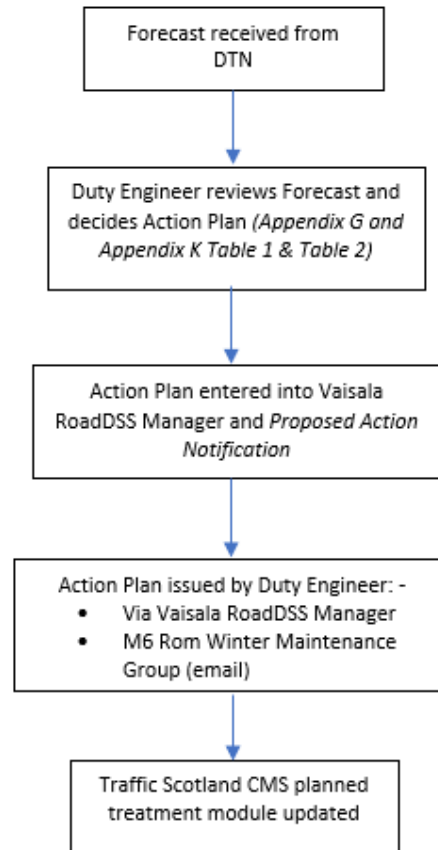 Forecast received from
DTN
Duty Engineer reviews Forecast and
decides Action Plan (Appendix G and
Appendix K Table 1 & Table 2)
Action Plan entered into Vaisala
RoadDSS Manager and Proposed Action
Notification
Action Plan issued by Duty Engineer: -
• Via Vaisala RoadDSS Manager
• M6 Rom Winter Maintenance
Group (email)
Traffic Scotland CMS planned
treatment module updated